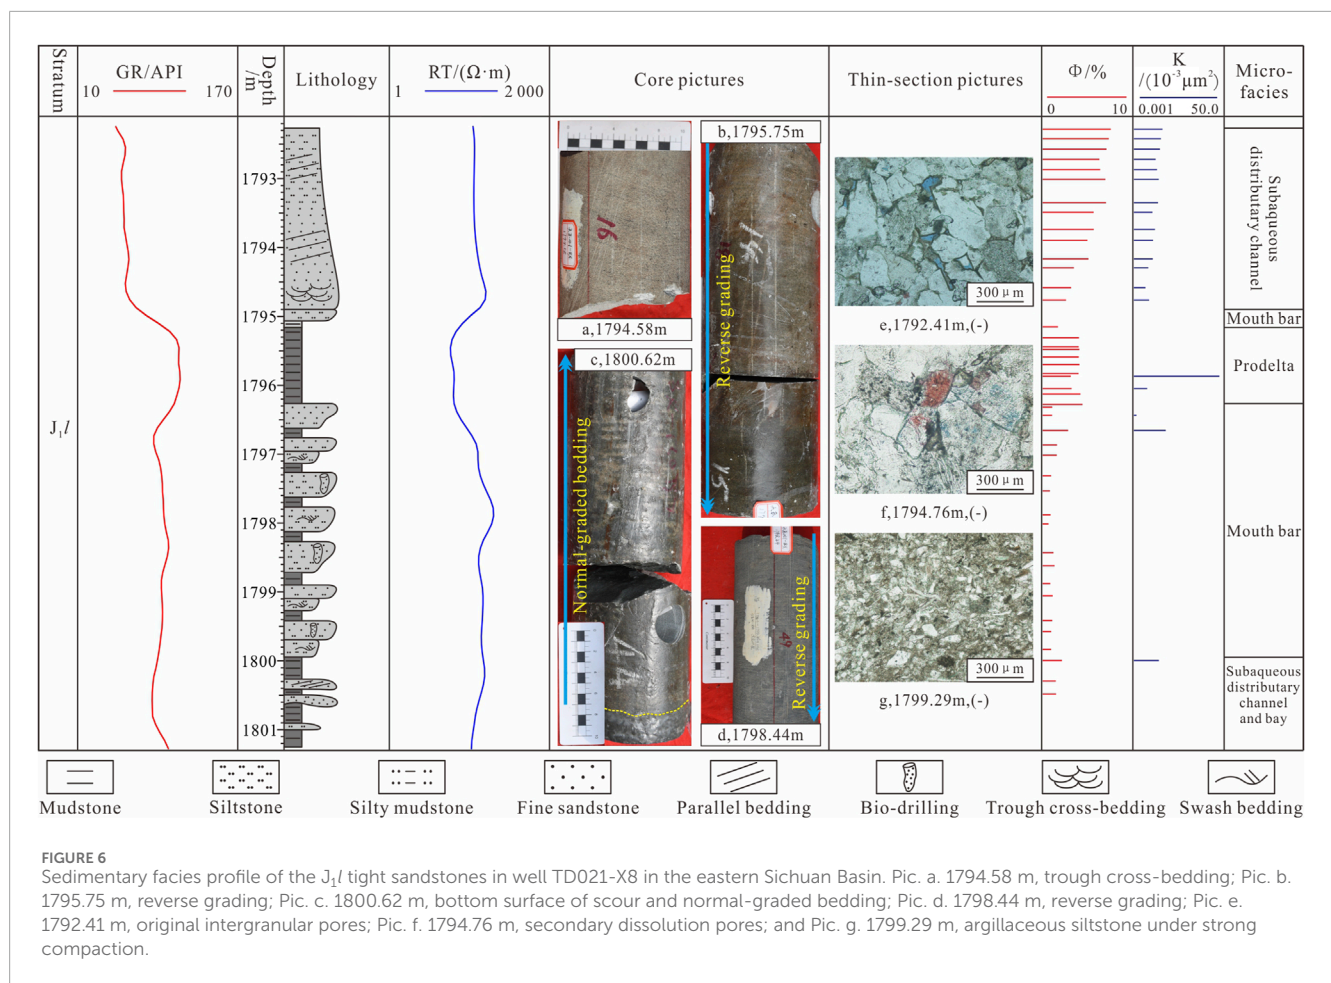 Stratum
GR/API
10 170
Depth
/m
Lithology
RT/(Ω·m)
1 2 000
Core pictures
Thin-section pictures
Φ/%
0 10
K
/(10⁻³μm²)
0.001 50.0
Micro-
facies
J₁l
1793
1794
1795
1796
1797
1798
1799
1800
1801
16
a,1794.58m
b,1795.75m
Reverse grading
c,1800.62m
Normal-graded bedding
Reverse grading
49
d,1798.44m
300μm
e,1792.41m,(-)
300μm
f,1794.76m,(-)
300μm
g,1799.29m,(-)
Subaqueous
distributary channel
Mouth bar
Prodelta
Mouth bar
Subaqueous
distributary
channel
and bay
Mudstone
Siltstone
Silty mudstone
Fine sandstone
Parallel bedding
Bio-drilling
Trough cross-bedding
Swash bedding
FIGURE 6
Sedimentary facies profile of the J₁l tight sandstones in well TD021-X8 in the eastern Sichuan Basin. Pic. a. 1794.58 m, trough cross-bedding; Pic. b.
1795.75 m, reverse grading; Pic. c. 1800.62 m, bottom surface of scour and normal-graded bedding; Pic. d. 1798.44 m, reverse grading; Pic. e.
1792.41 m, original intergranular pores; Pic. f. 1794.76 m, secondary dissolution pores; and Pic. g. 1799.29 m, argillaceous siltstone under strong
compaction.